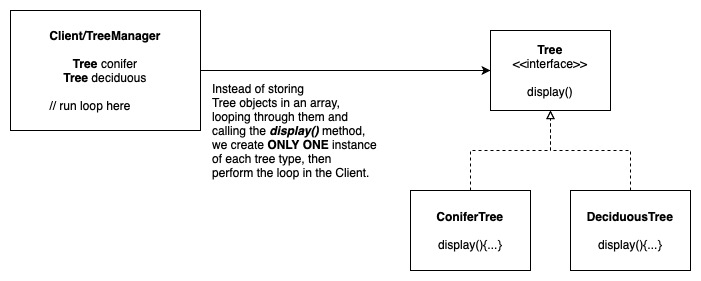 Client/TreeManager
Tree conifer
Tree deciduous
// run loop here
Instead of storing
Tree objects in an array,
looping through them and
calling the display() method,
we create ONLY ONE instance
of each tree type, then
perform the loop in the Client.
Tree
<<interface>>
display()
ConiferTree
display(){...}
DeciduousTree
display(){...}